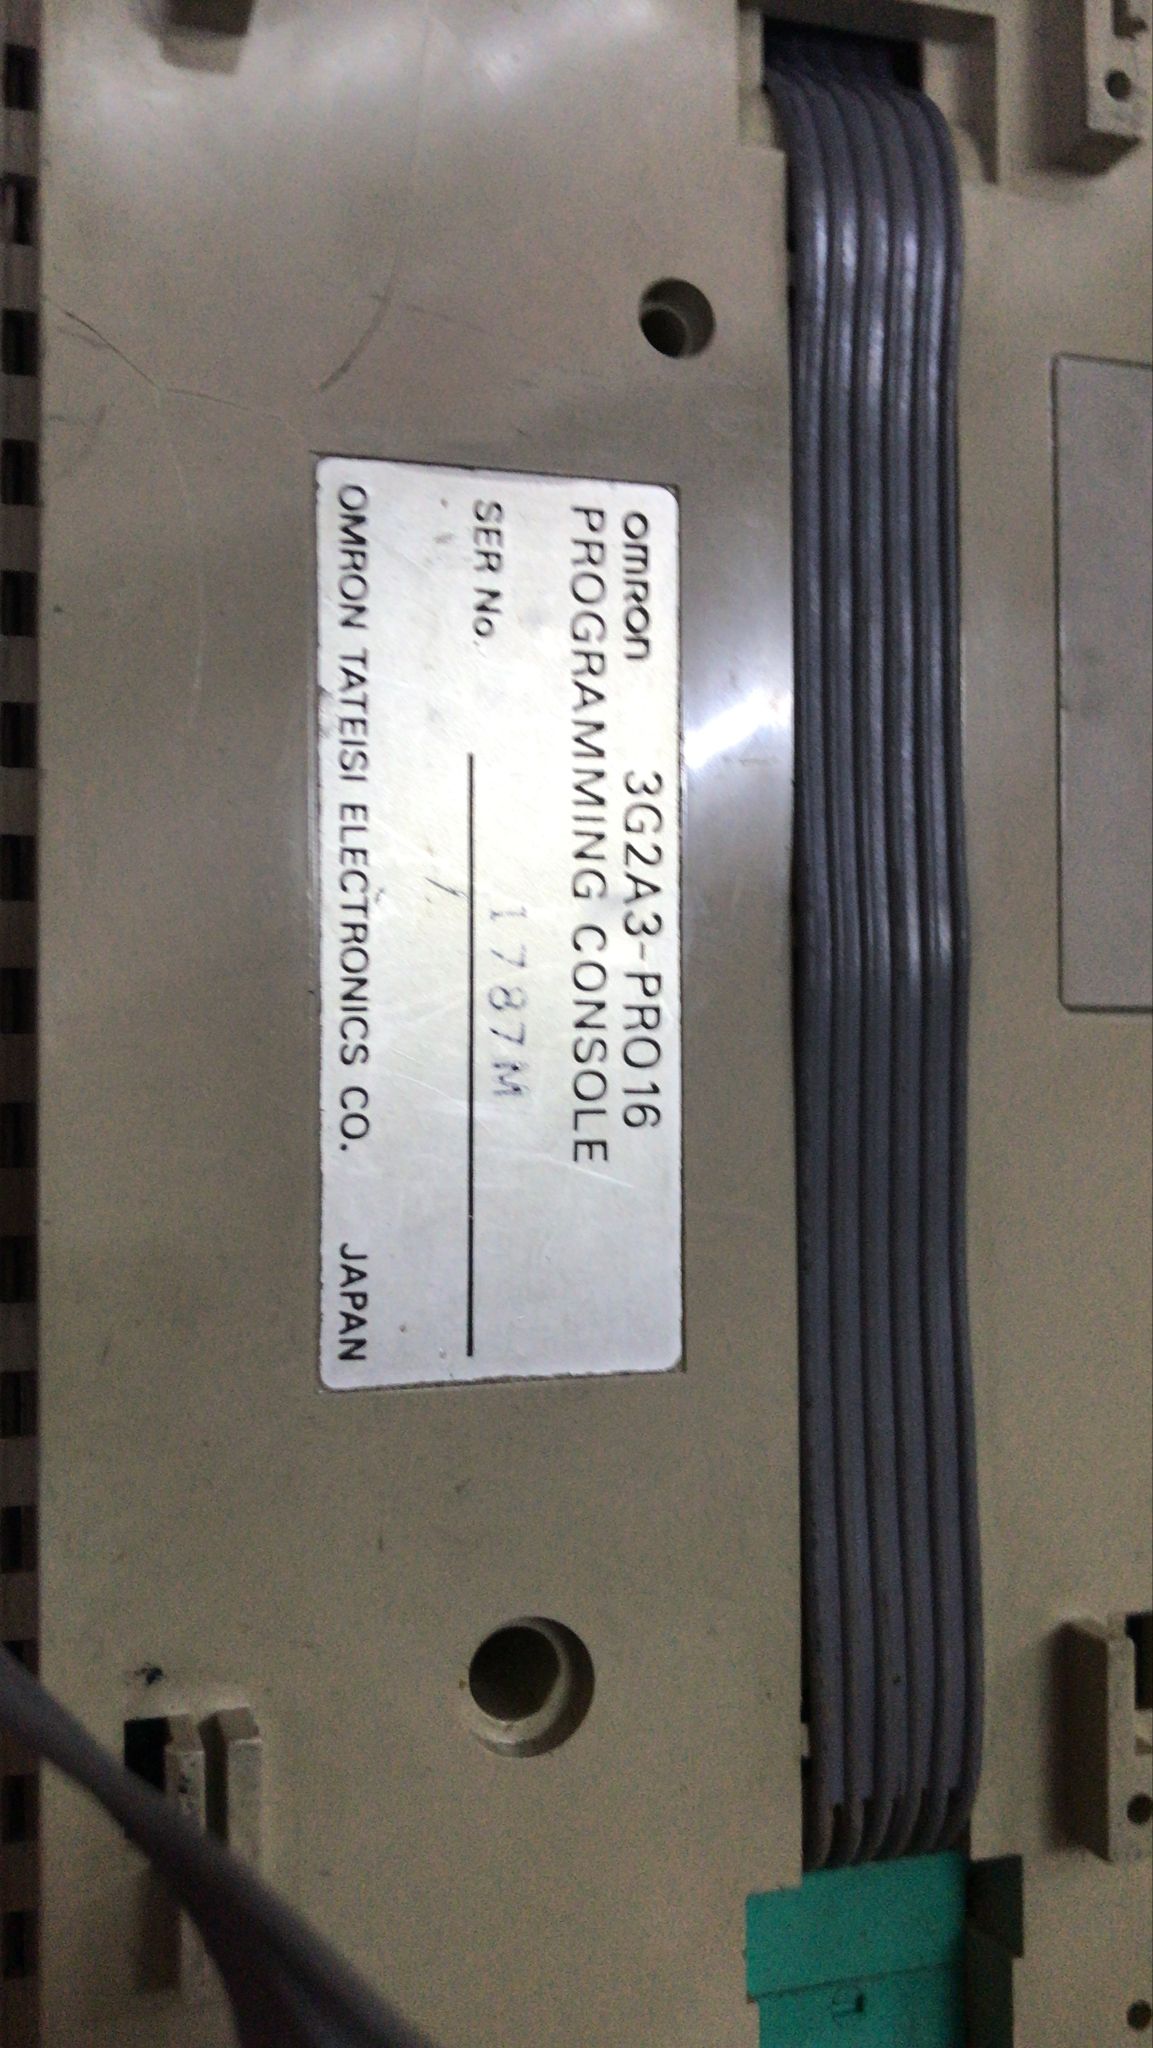 omron 3G2A3-PRO16
PROGRAMMING CONSOLE
SER No. 1787M
OMRON TATEISI ELECTRONICS CO. JAPAN